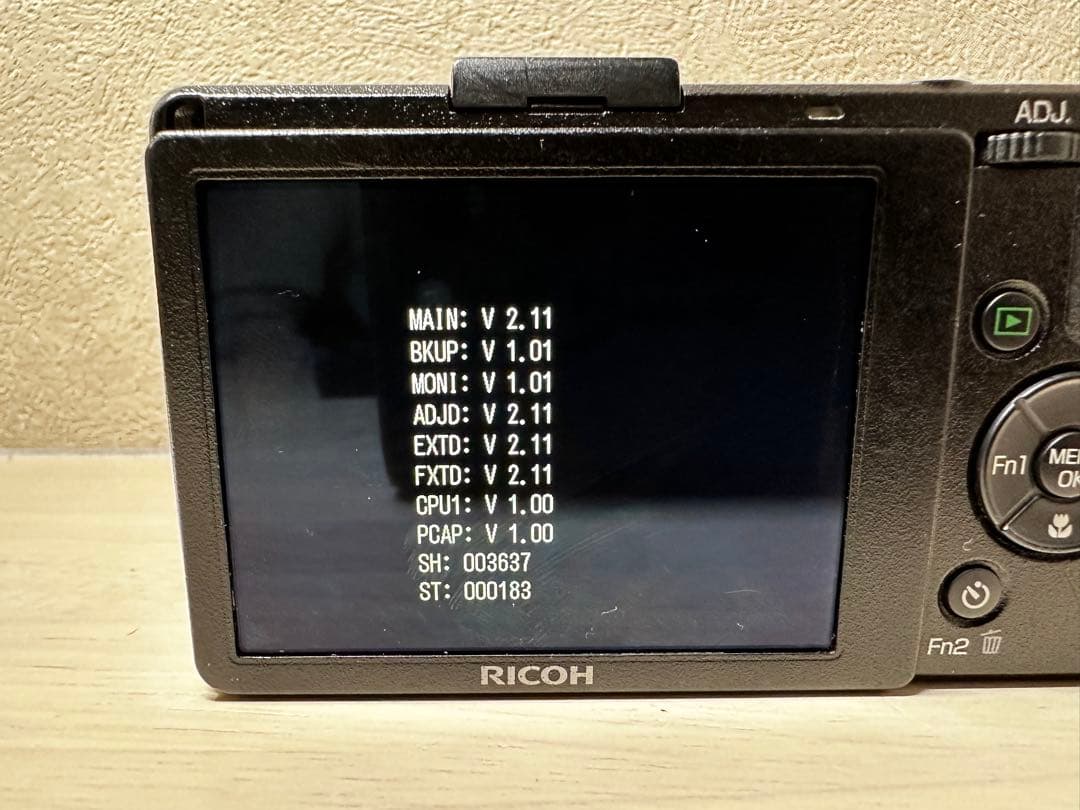 ADJ.
MAIN: V 2.11
BKUP: V 1.01
MONI: V 1.01
ADJD: V 2.11
EXTD: V 2.11
FXTD: V 2.11
CPU1: V 1.00
PCAP: V 1.00
SH: 003637
ST: 000183
Fn1
OK
Fn2
RICOH